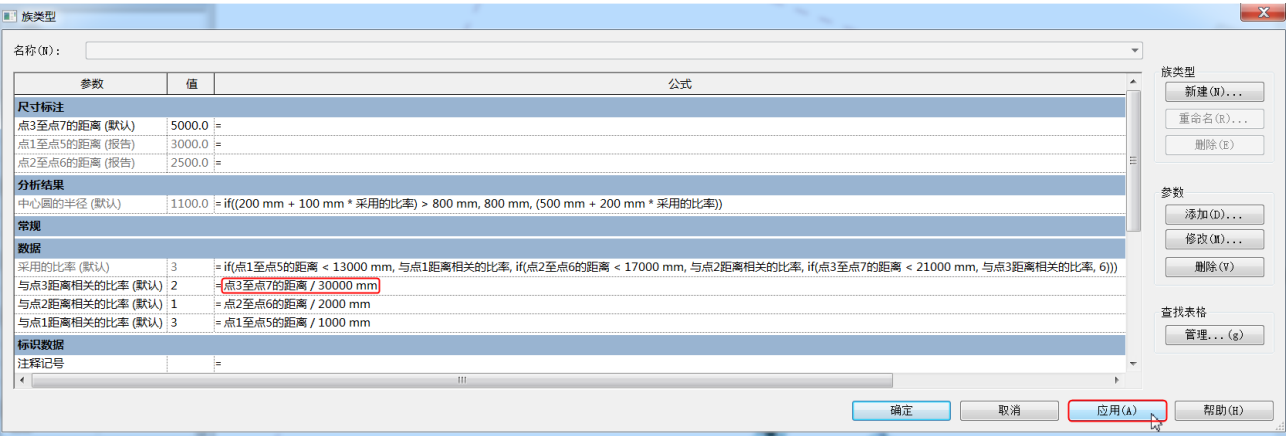 族类型
名称(N):
参数 值 公式
尺寸标注
点3至点7的距离 (默认) 5000.0 =
点1至点5的距离 (报告) 3000.0 =
点2至点6的距离 (报告) 2500.0 =
分析结果
中心圆的半径 (默认) 1100.0 = if((200 mm + 100 mm * 采用的比率) > 800 mm, 800 mm, (500 mm + 200 mm * 采用的比率))
常规
数据
采用的比率 (默认) 3 = if(点1至点5的距离 < 13000 mm, 与点1距离相关的比率, if(点2至点6的距离 < 17000 mm, 与点2距离相关的比率, if(点3至点7的距离 < 21000 mm, 与点3距离相关的比率, 6)))
与点3距离相关的比率 (默认) 2 = 点3至点7的距离 / 30000 mm
与点2距离相关的比率 (默认) 1 = 点2至点6的距离 / 2000 mm
与点1距离相关的比率 (默认) 3 = 点1至点5的距离 / 1000 mm
标识数据
注释记号 =
族类型
新建(N)...
重命名(R)...
删除(E)
参数
添加(D)...
修改(M)...
删除(V)
查找表格
管理...(g)
确定 取消 应用(A) 帮助(H)